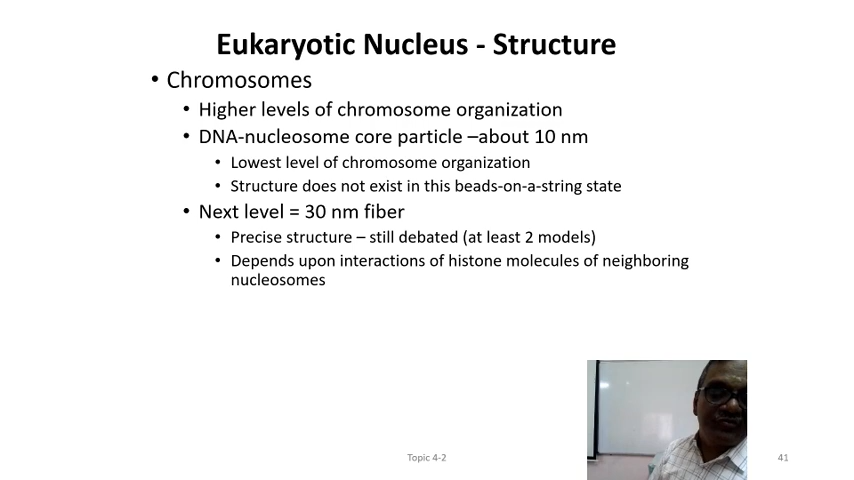 Eukaryotic Nucleus - Structure
• Chromosomes
• Higher levels of chromosome organization
• DNA-nucleosome core particle –about 10 nm
• Lowest level of chromosome organization
• Structure does not exist in this beads-on-a-string state
• Next level = 30 nm fiber
• Precise structure – still debated (at least 2 models)
• Depends upon interactions of histone molecules of neighboring
nucleosomes
Topic 4-2
41